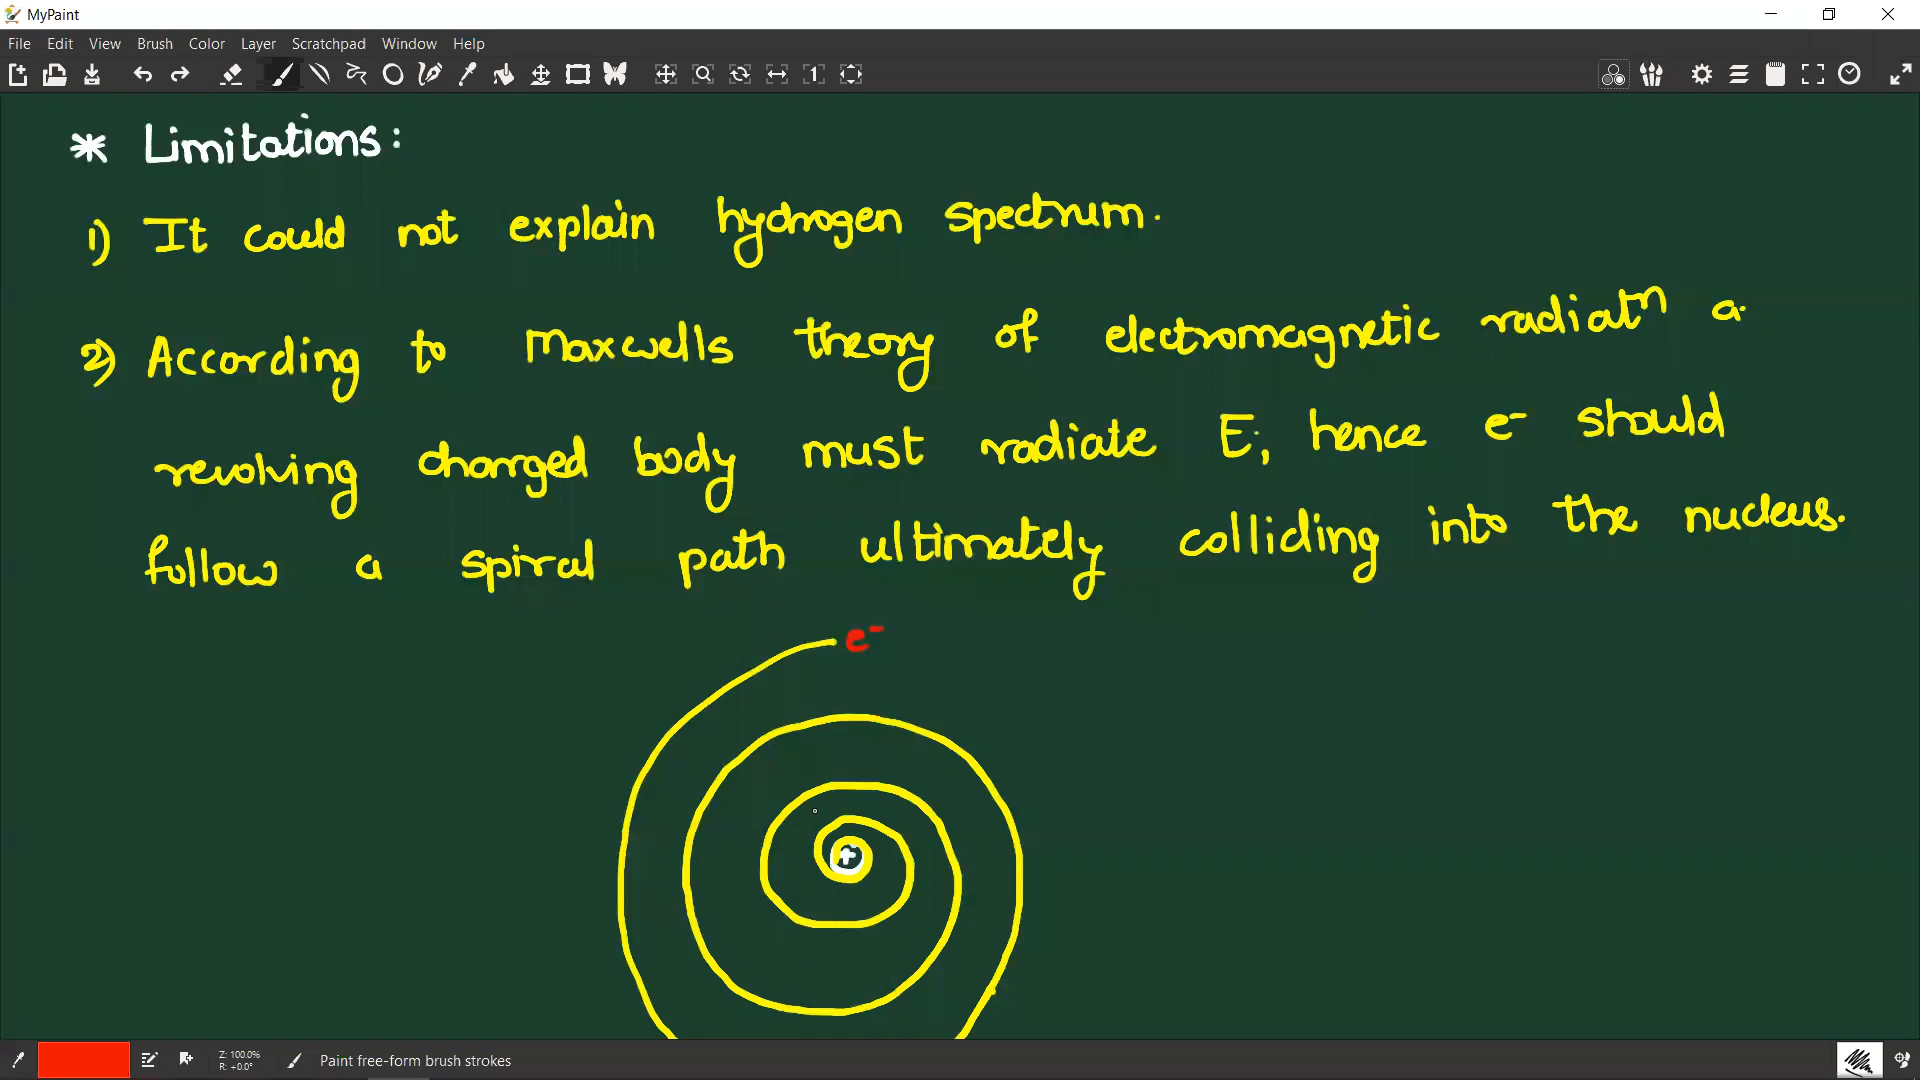 MyPaint
File Edit View Brush Color Layer Scratchpad Window Help
* Limitations:
1) It could not explain hydrogen spectrum.
2) According to Maxwells theory of electromagnetic radiatn a
revolving charged body must radiate E, hence e⁻ should
follow a spiral path ultimately colliding into the nucleus.
e⁻
+
Z: 100.0%
R: +0.0°
Paint free-form brush strokes